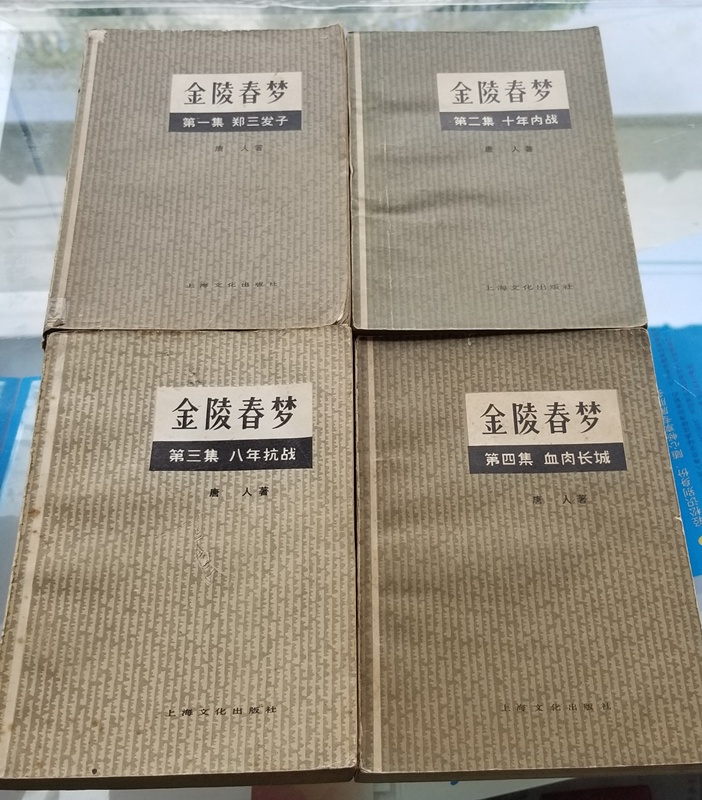 金陵春梦
第一集 郑三发子
唐 人著
上海文化出版社
金陵春梦
第二集 十年内战
唐 人著
上海文化出版社
金陵春梦
第三集 八年抗战
唐 人著
上海文化出版社
金陵春梦
第四集 血肉长城
唐 人著
上海文化出版社